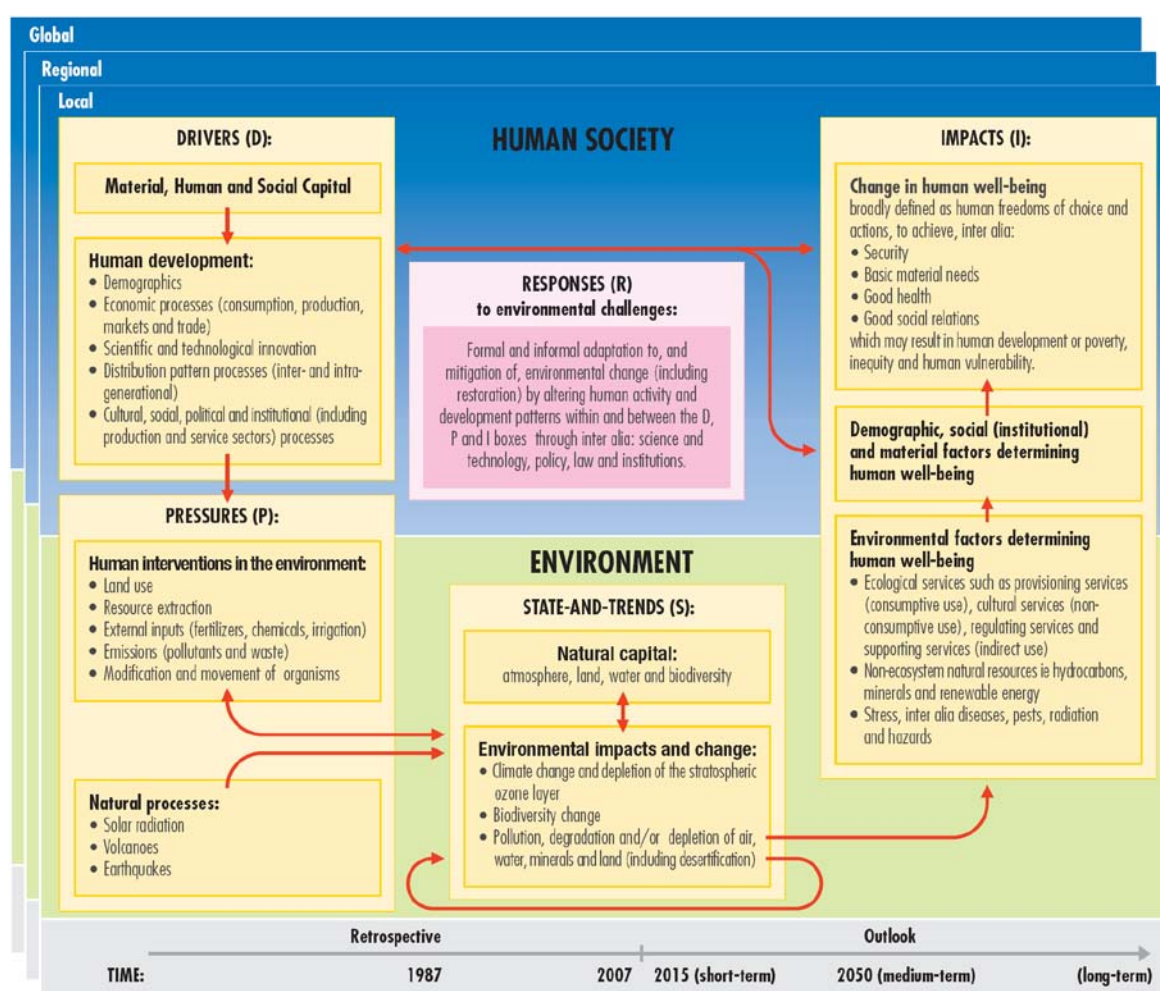 Global
Regional
Local
HUMAN SOCIETY
DRIVERS (D):
Material, Human and Social Capital
Human development:
• Demographics
• Economic processes (consumption, production,
markets and trade)
• Scientific and technological innovation
• Distribution pattern processes (inter- and intra-
generational)
• Cultural, social, political and institutional (including
production and service sectors) processes
PRESSURES (P):
Human interventions in the environment:
• Land use
• Resource extraction
• External inputs (fertilizers, chemicals, irrigation)
• Emissions (pollutants and waste)
• Modification and movement of organisms
Natural processes:
• Solar radiation
• Volcanoes
• Earthquakes
RESPONSES (R)
to environmental challenges:
Formal and informal adaptation to, and
mitigation of, environmental change (including
restoration) by altering human activity and
development patterns within and between the D,
P and I boxes through inter alia: science and
technology, policy, law and institutions.
ENVIRONMENT
STATE-AND-TRENDS (S):
Natural capital:
atmosphere, land, water and biodiversity
Environmental impacts and change:
• Climate change and depletion of the stratospheric
ozone layer
• Biodiversity change
• Pollution, degradation and/or depletion of air,
water, minerals and land (including desertification)
IMPACTS (I):
Change in human well-being
broadly defined as human freedoms of choice and
actions, to achieve, inter alia:
• Security
• Basic material needs
• Good health
• Good social relations
which may result in human development or poverty,
inequity and human vulnerability.
Demographic, social (institutional)
and material factors determining
human well-being
Environmental factors determining
human well-being
• Ecological services such as provisioning services
(consumptive use), cultural services (non-
consumptive use), regulating services and
supporting services (indirect use)
• Non-ecosystem natural resources ie hydrocarbons,
minerals and renewable energy
• Stress, inter alia diseases, pests, radiation
and hazards
Retrospective Outlook
TIME: 1987 2007 2015 (short-term) 2050 (medium-term) (long-term)